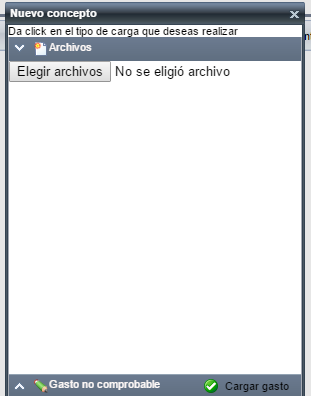 Nuevo concepto
Da click en el tipo de carga que deseas realizar
Archivos
Elegir archivos No se eligió archivo
Gasto no comprobable Cargar gasto